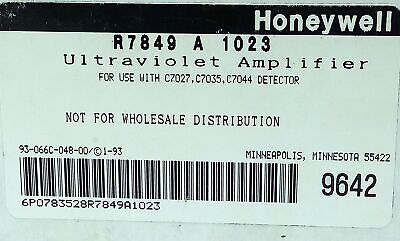 Honeywell
R7849 A 1023
Ultraviolet Amplifier
FOR USE WITH C7027,C7035,C7044 DETECTOR
NOT FOR WHOLESALE DISTRIBUTION
93-066C-04B-00/©1-93
MINNEAPOLIS, MINNESOTA 55422
9642
6P0783528R7849A1023